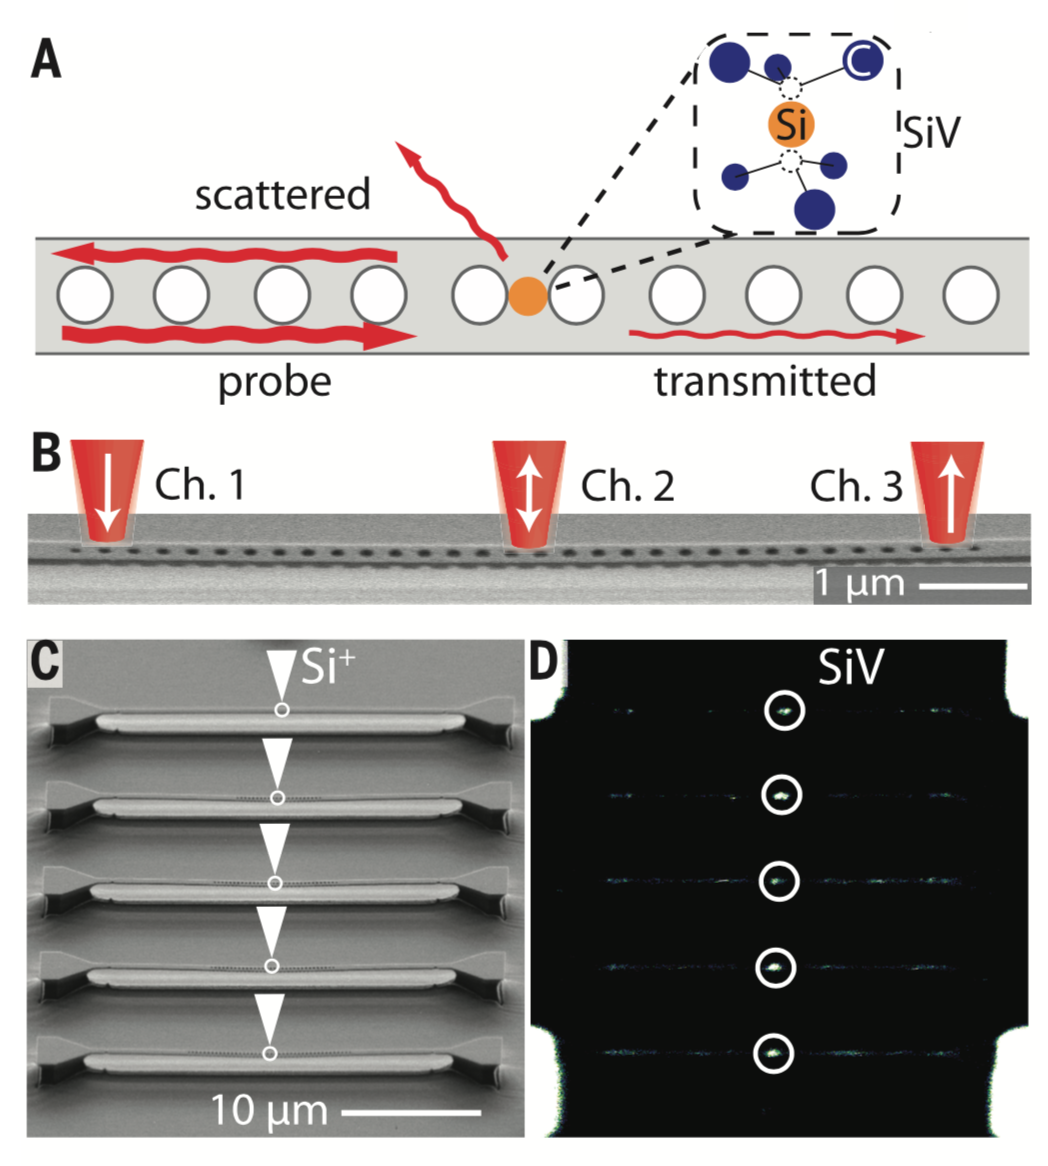 A
C
Si
SiV
scattered
probe
transmitted
B
Ch. 1
Ch. 2
Ch. 3
1 μm
C
Si⁺
10 μm
D
SiV